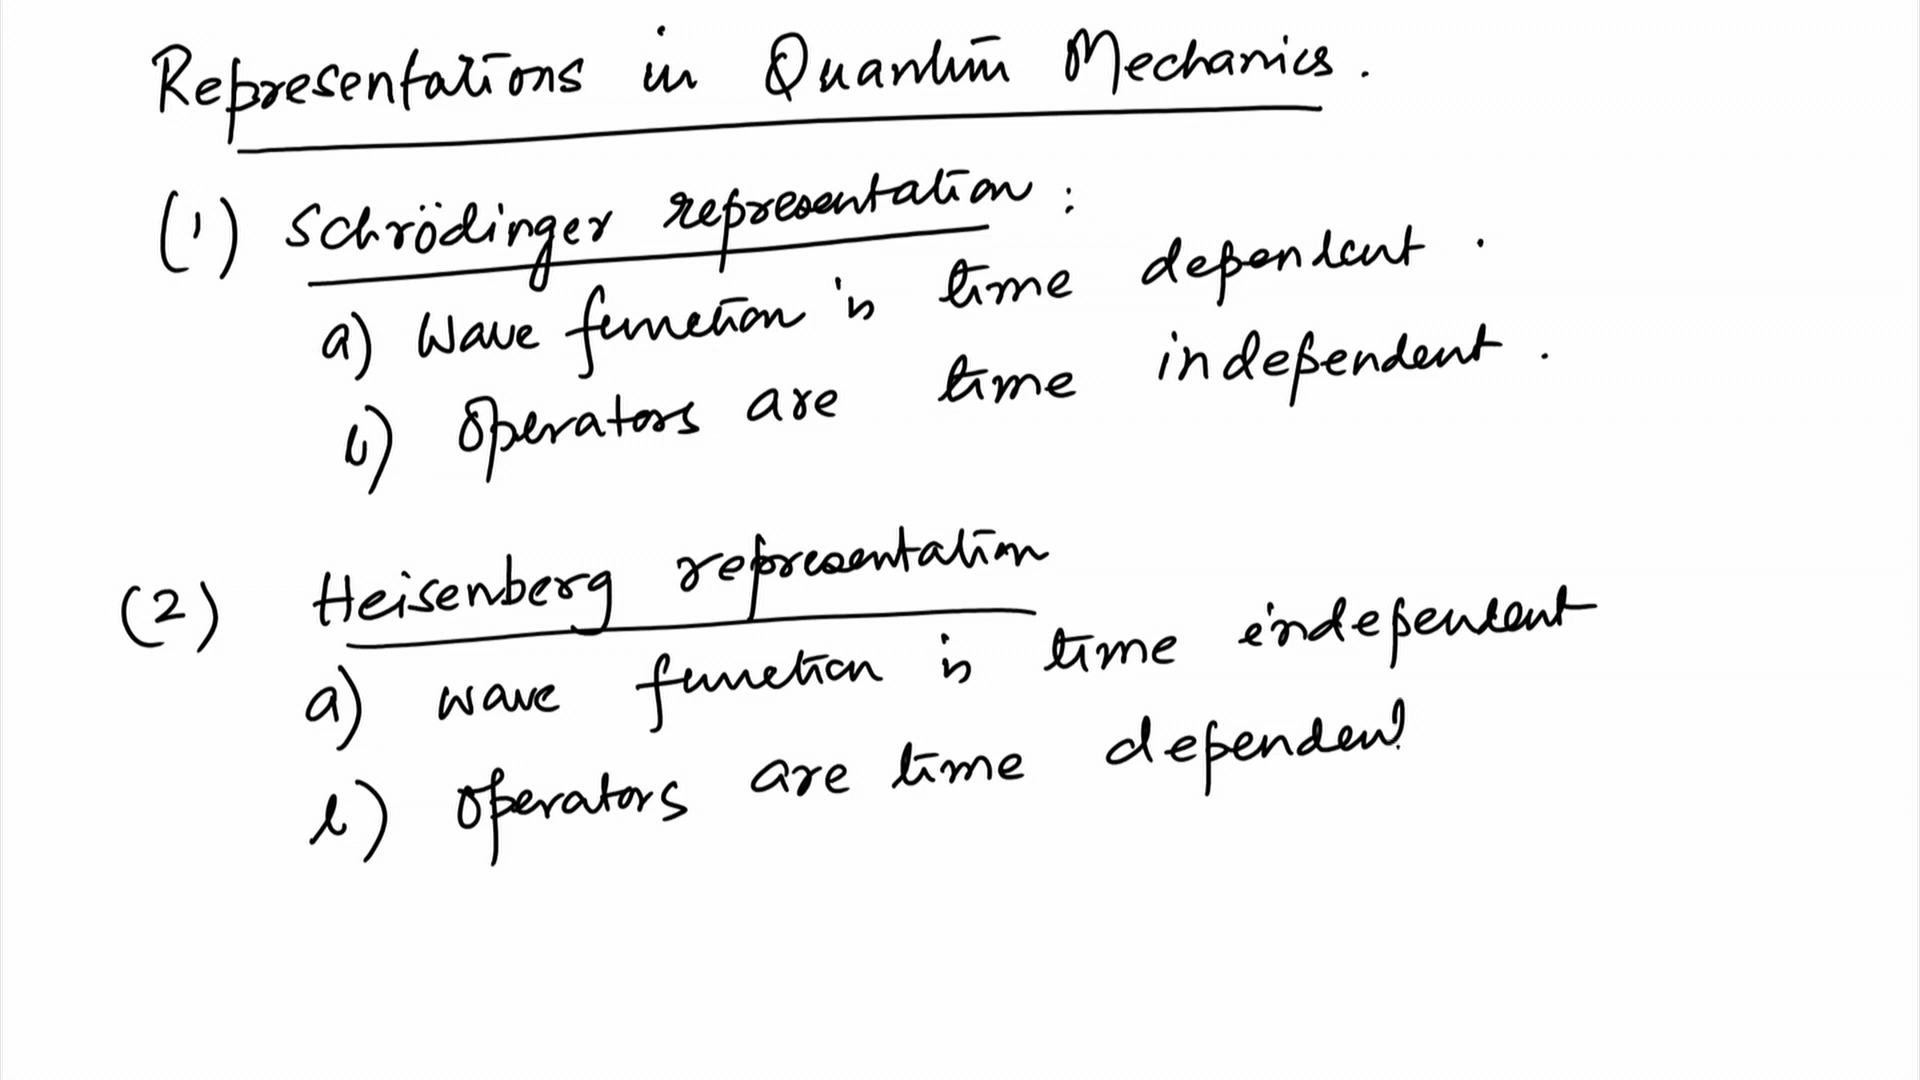 Representations in Quantum Mechanics.
(1) Schrödinger representation:
a) Wave function is time dependent.
b) Operators are time independent.
(2) Heisenberg representation
a) wave function is time independent
b) Operators are time dependent